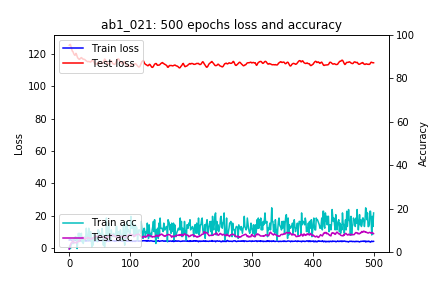 ab1_021: 500 epochs loss and accuracy
Train loss
Test loss
Train acc
Test acc
Loss
Accuracy
120
100
80
60
40
20
0
100
80
60
40
20
0
0
100
200
300
400
500